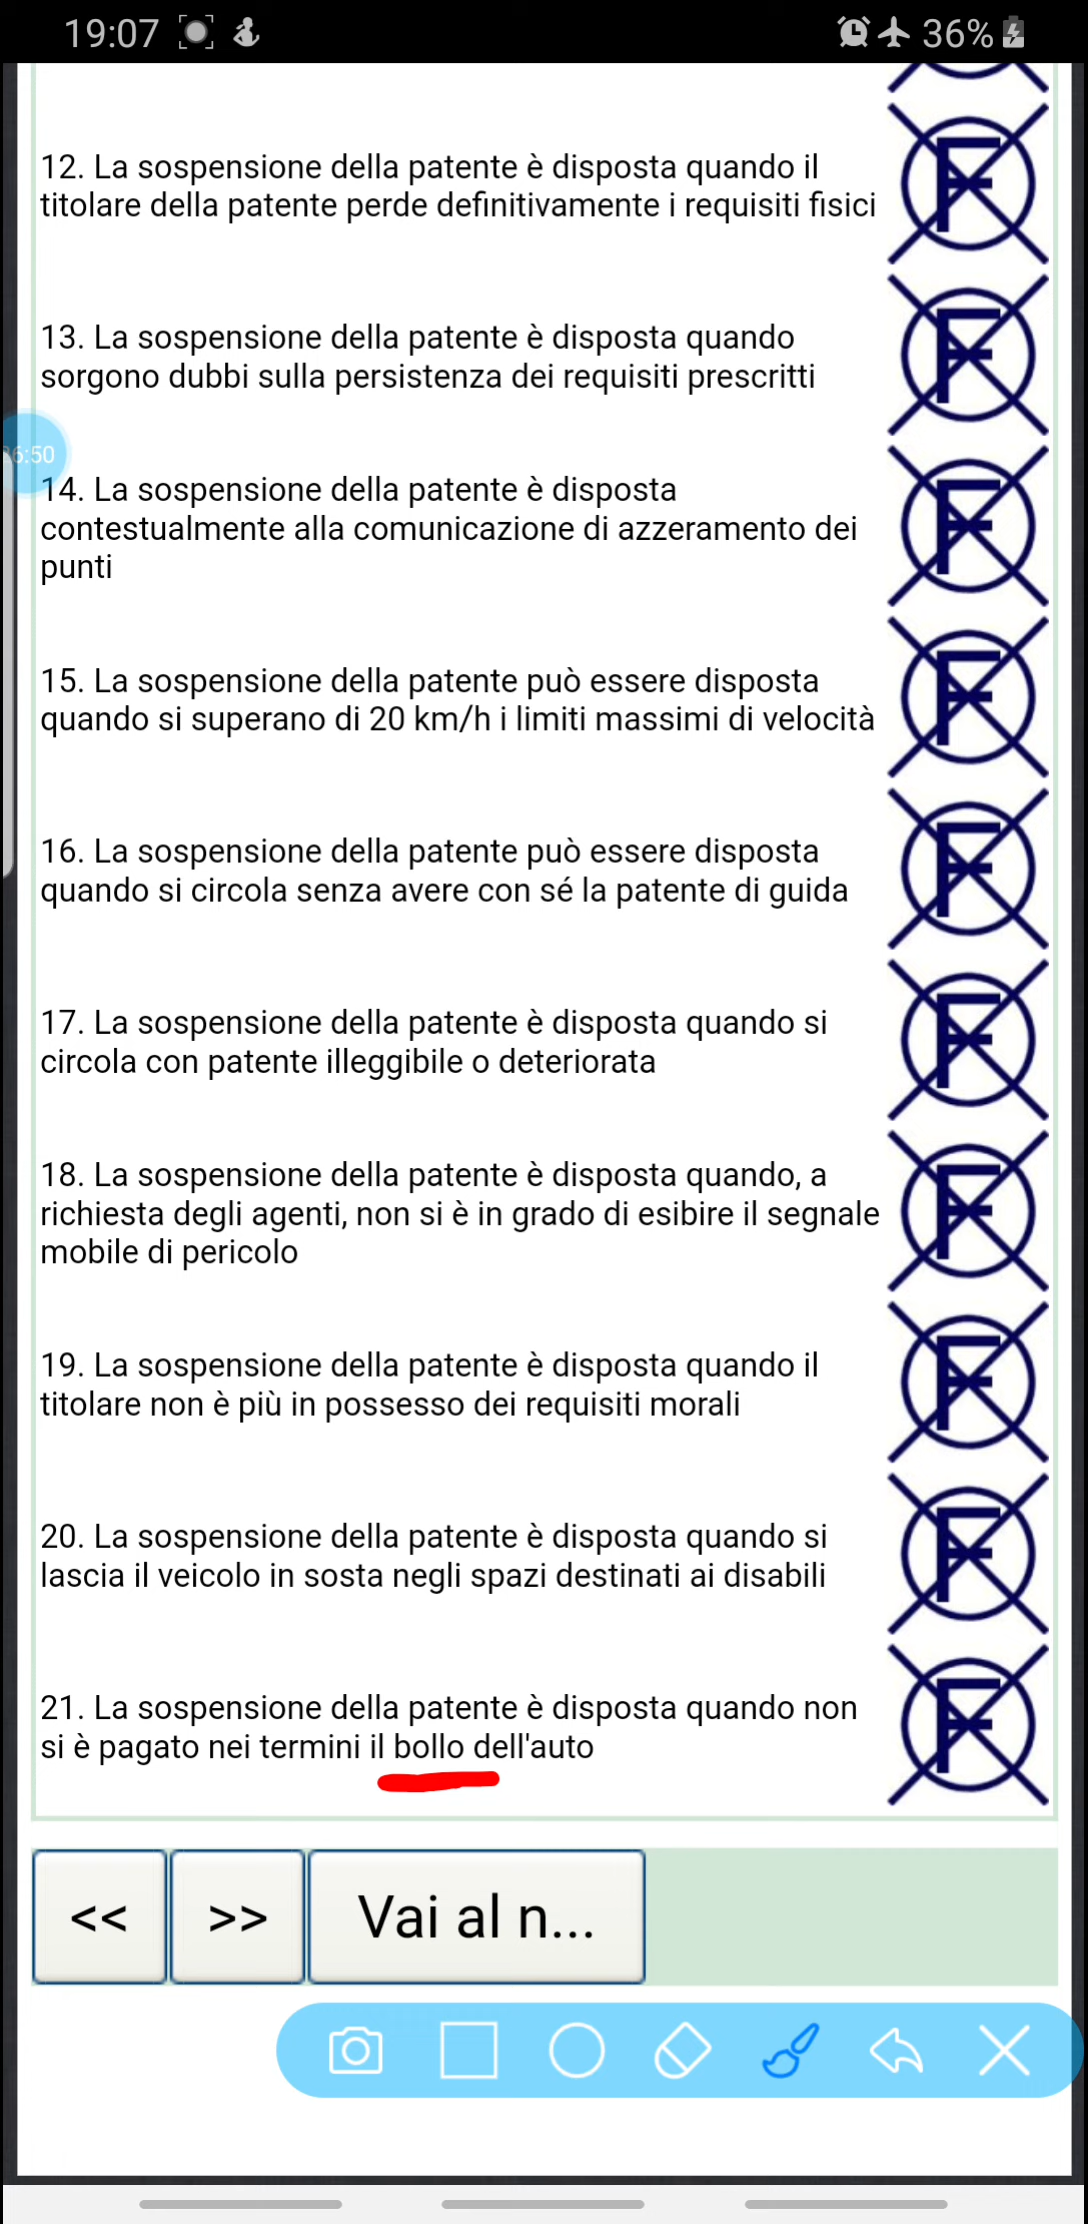 19:07 36%
12. La sospensione della patente è disposta quando il
titolare della patente perde definitivamente i requisiti fisici
F
13. La sospensione della patente è disposta quando
sorgono dubbi sulla persistenza dei requisiti prescritti
F
6:50
14. La sospensione della patente è disposta
contestualmente alla comunicazione di azzeramento dei
punti
F
15. La sospensione della patente può essere disposta
quando si superano di 20 km/h i limiti massimi di velocità
F
16. La sospensione della patente può essere disposta
quando si circola senza avere con sé la patente di guida
F
17. La sospensione della patente è disposta quando si
circola con patente illeggibile o deteriorata
F
18. La sospensione della patente è disposta quando, a
richiesta degli agenti, non si è in grado di esibire il segnale
mobile di pericolo
F
19. La sospensione della patente è disposta quando il
titolare non è più in possesso dei requisiti morali
F
20. La sospensione della patente è disposta quando si
lascia il veicolo in sosta negli spazi destinati ai disabili
F
21. La sospensione della patente è disposta quando non
si è pagato nei termini il bollo dell'auto
F
<< >> Vai al n...